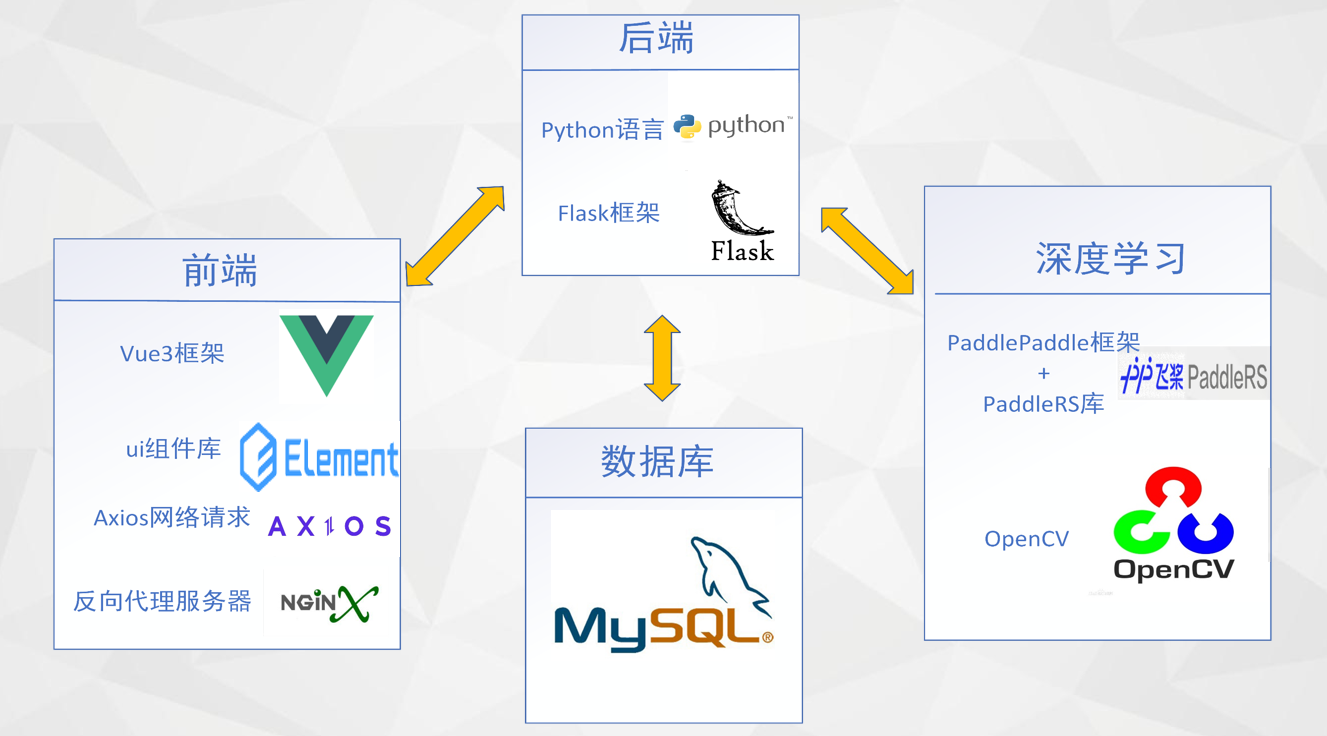 后端
Python语言 python™
Flask框架
Flask
前端
Vue3框架
ui组件库 Element
Axios网络请求 AXIOS
反向代理服务器 NGiNX
数据库
MySQL®
深度学习
PaddlePaddle框架
+
飞桨 PaddleRS
PaddleRS库
OpenCV
OpenCV